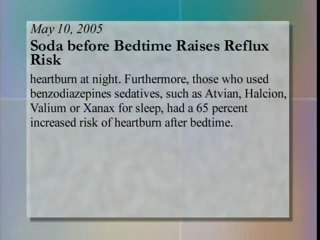 May 10, 2005
Soda before Bedtime Raises Reflux
Risk
heartburn at night. Furthermore, those who used
benzodiazepines sedatives, such as Atvian, Halcion,
Valium or Xanax for sleep, had a 65 percent
increased risk of heartburn after bedtime.